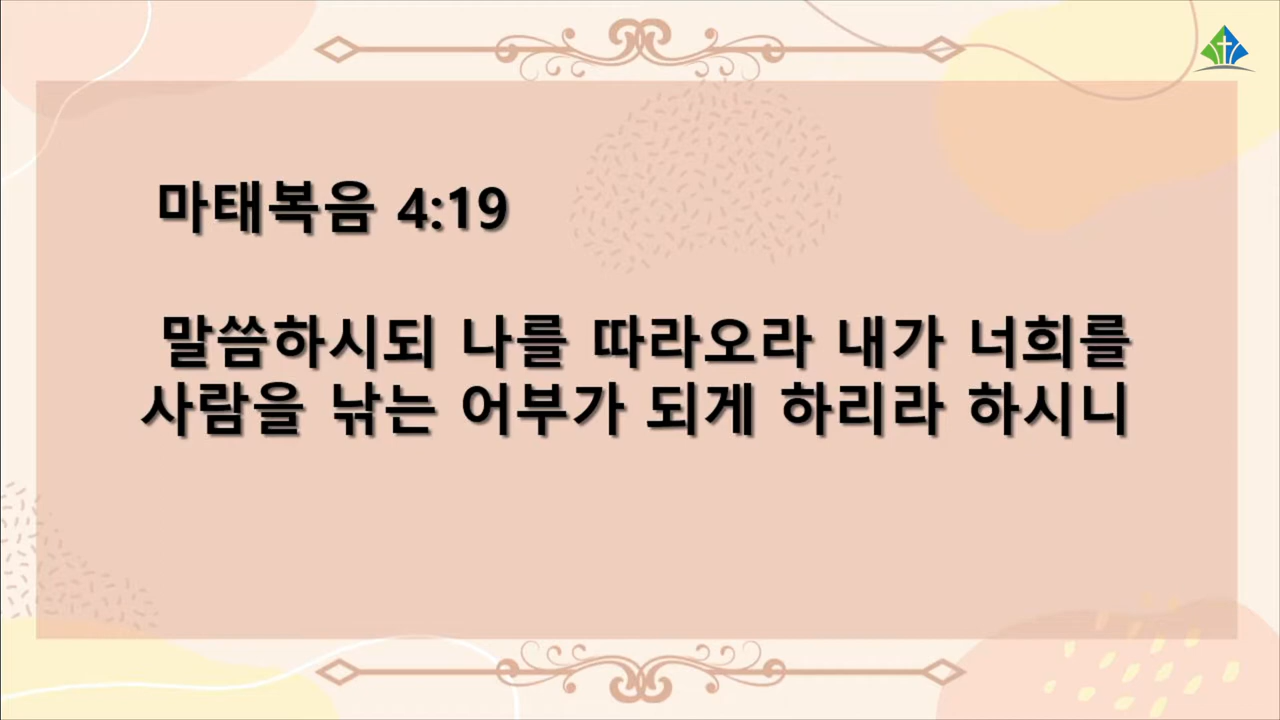 마태복음 4:19
말씀하시되 나를 따라오라 내가 너희를
사람을 낚는 어부가 되게 하리라 하시니